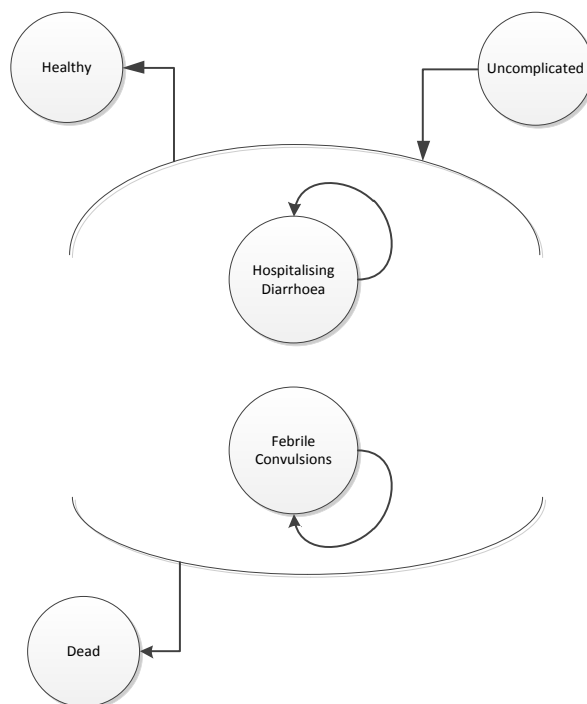 Healthy
Uncomplicated
Hospitalising
Diarrhoea
Febrile
Convulsions
Dead